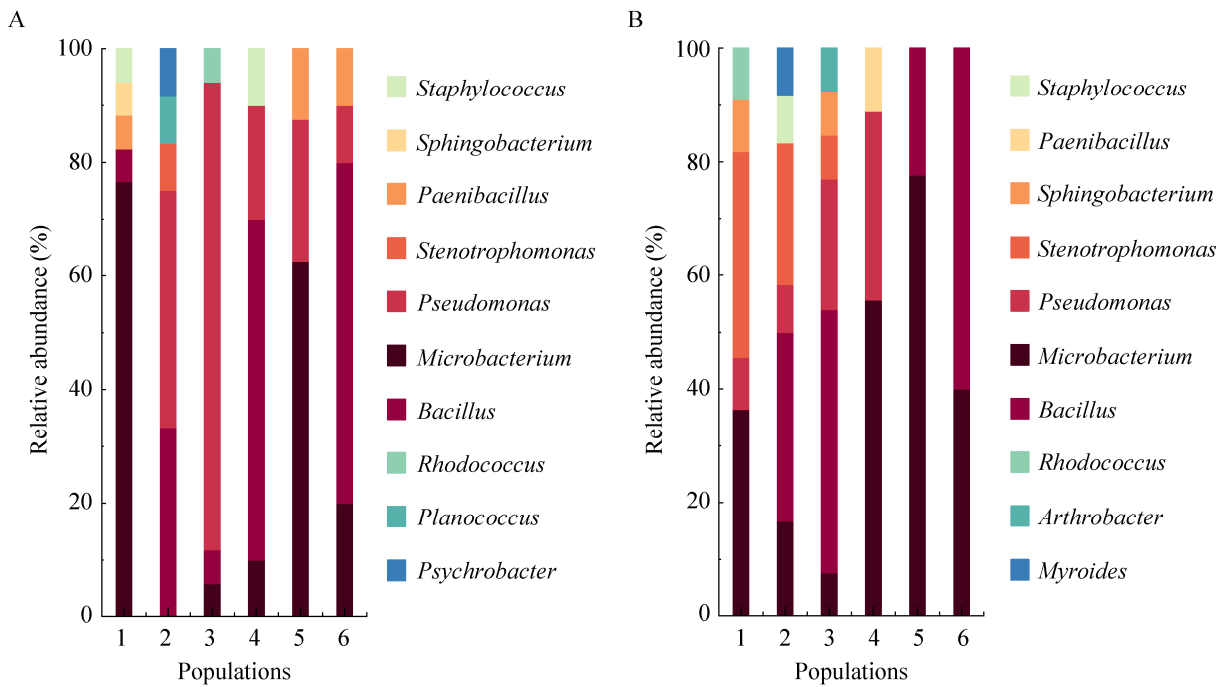 A
100
80
60
40
20
0
Relative abundance (%)
1 2 3 4 5 6
Populations
Staphylococcus
Sphingobacterium
Paenibacillus
Stenotrophomonas
Pseudomonas
Microbacterium
Bacillus
Rhodococcus
Planococcus
Psychrobacter
B
100
80
60
40
20
0
Relative abundance (%)
1 2 3 4 5 6
Populations
Staphylococcus
Paenibacillus
Sphingobacterium
Stenotrophomonas
Pseudomonas
Microbacterium
Bacillus
Rhodococcus
Arthrobacter
Myroides